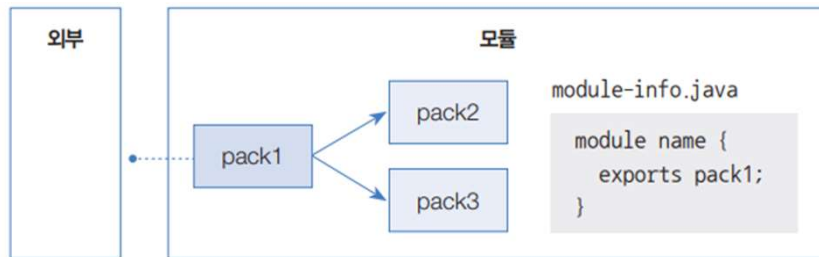 외부
모듈
pack1
pack2
pack3
module-info.java
module name {
exports pack1;
}